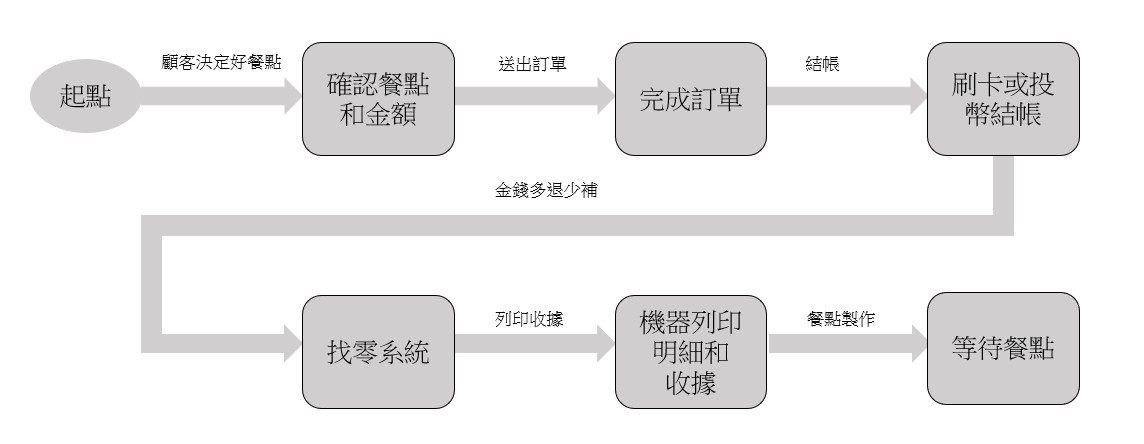 顧客決定好餐點
送出訂單
結帳
起點
確認餐點
和金額
完成訂單
刷卡或投
幣結帳
金錢多退少補
列印收據
餐點製作
找零系統
機器列印
明細和
收據
等待餐點